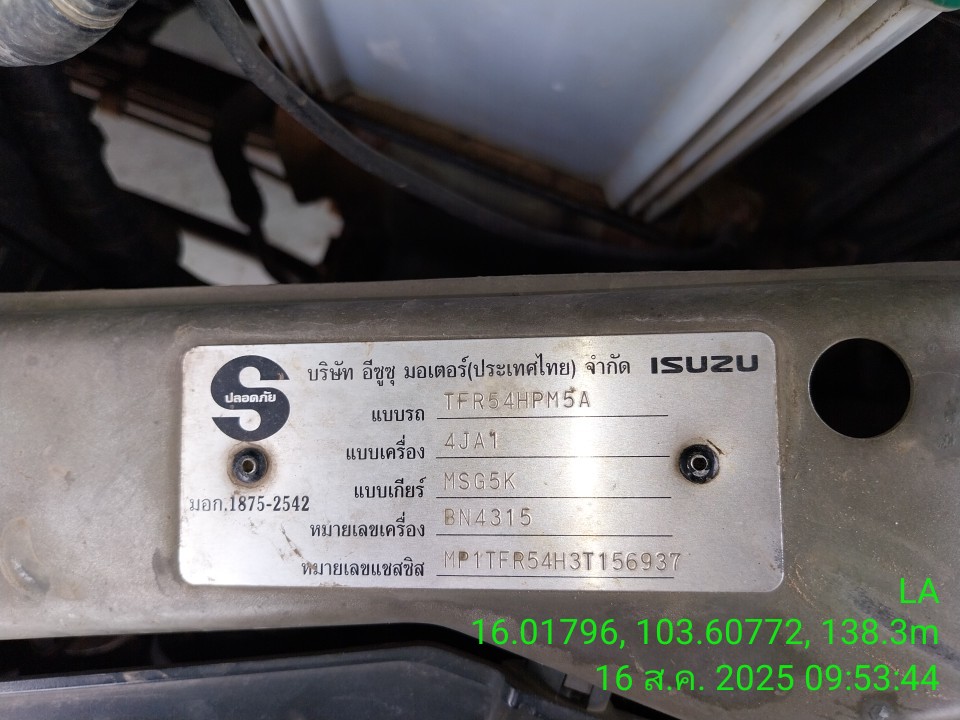 บริษัท อีซูซุ มอเตอร์(ประเทศไทย) จำกัด ISUZU
ปลอดภัย
แบบรถ TFR54HPM5A
แบบเครื่อง 4JA1
แบบเกียร์ MSG5K
มอก.1875-2542
หมายเลขเครื่อง BN4315
หมายเลขแชสซิส MP1TFR54H3T156937
LA
16.01796, 103.60772, 138.3m
16 ส.ค. 2025 09:53:44